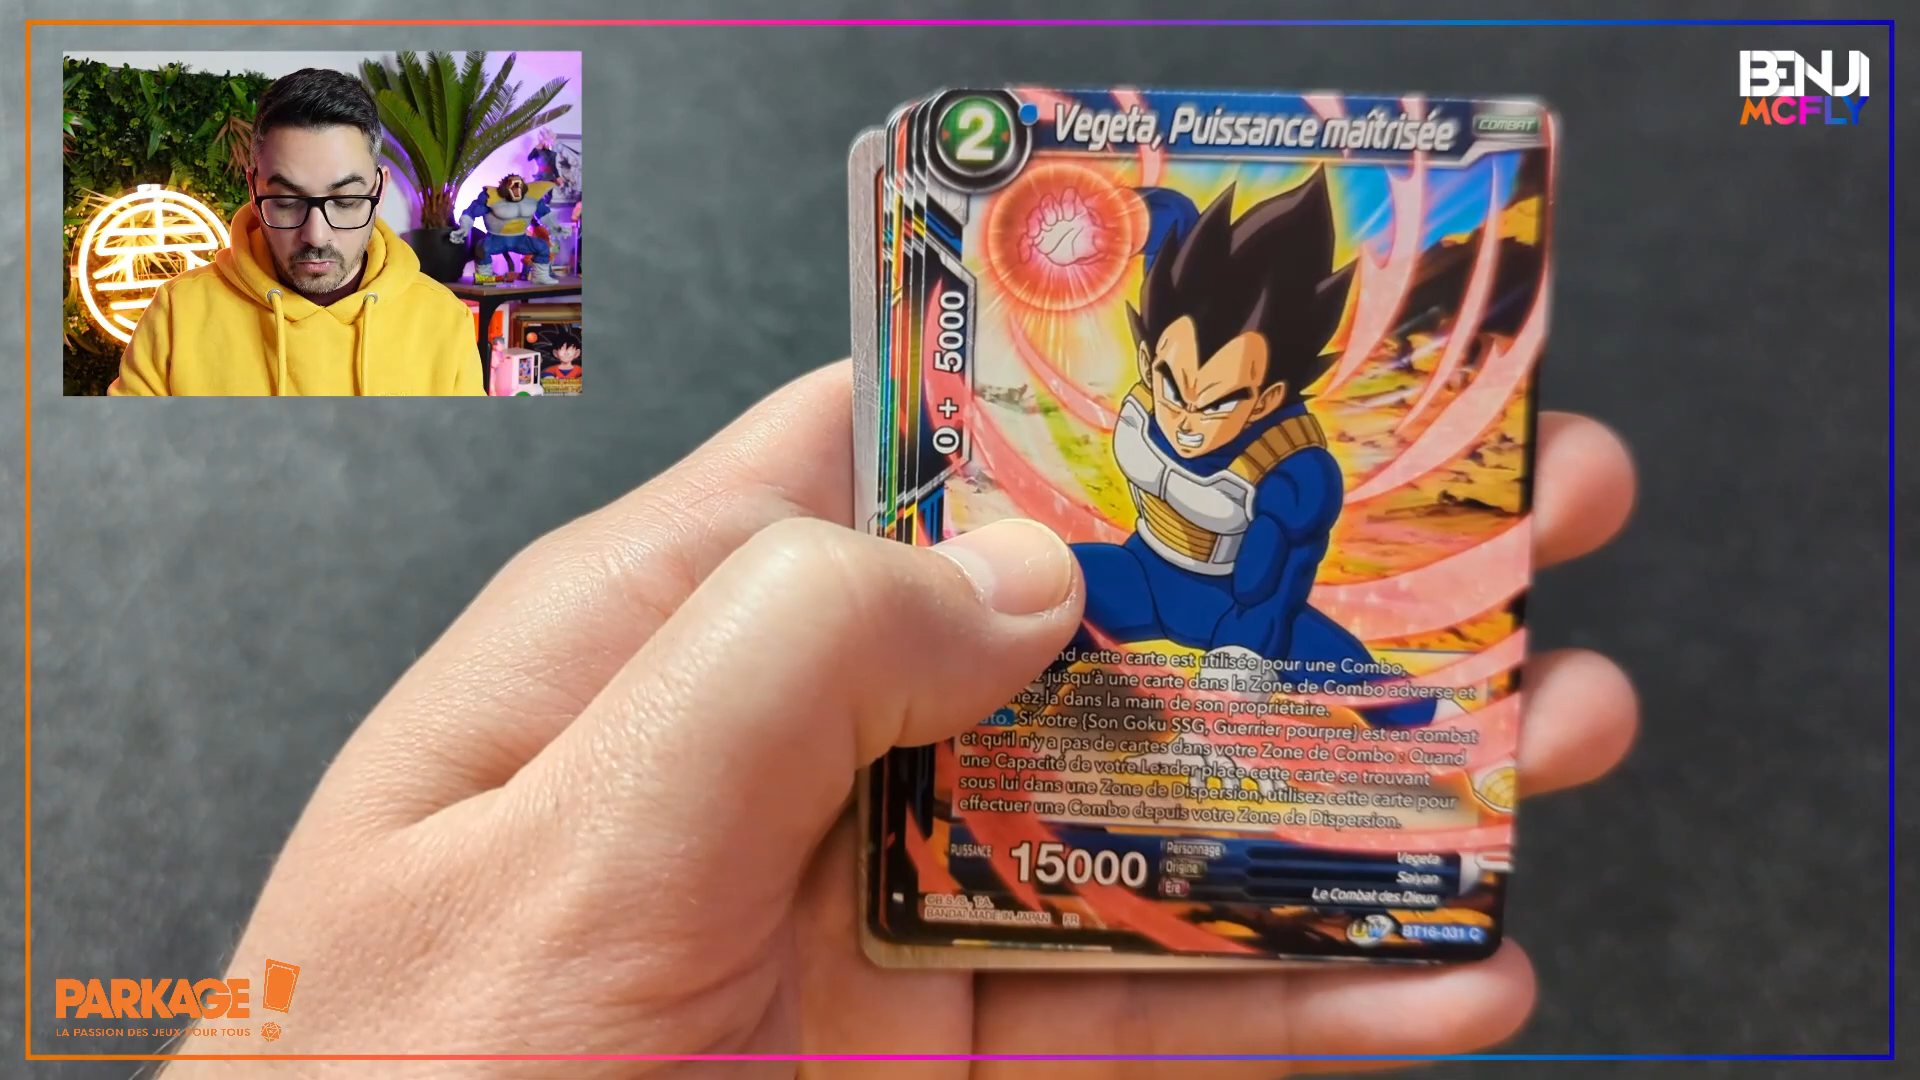 BENJI
MCFLY
2
Vegeta, Puissance maîtrisée
COMBAT
0 + 5000
nd cette carte est utilisée pour une Combo,
z jusqu'à une carte dans la Zone de Combo adverse et
nez-la dans la main de son propriétaire.
uto. Si votre {Son Goku SSG, Guerrier pourpre} est en combat
et qu'il n'y a pas de cartes dans votre Zone de Combo : Quand
une Capacité de votre Leader place cette carte se trouvant
sous lui dans une Zone de Dispersion, utilisez cette carte pour
effectuer une Combo depuis votre Zone de Dispersion.
PUISSANCE
15000
Personnage
Vegeta
Origine
Saiyan
Ère
Le Combat des Dieux
©B.S./S., T.A.
BANDAI MADE IN JAPAN FR
UW
BT16-031 C
PARKAGE
LA PASSION DES JEUX POUR TOUS